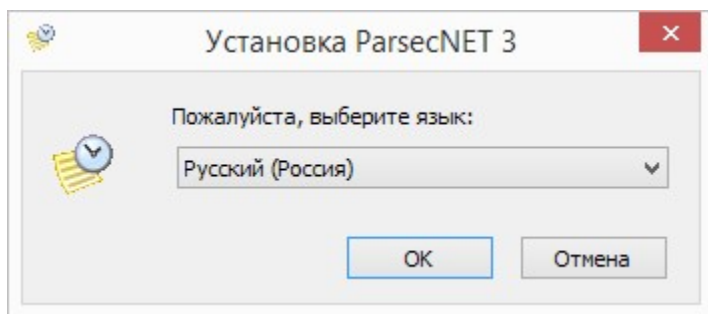 Установка ParsecNET 3
Пожалуйста, выберите язык:
Русский (Россия)
OK
Отмена